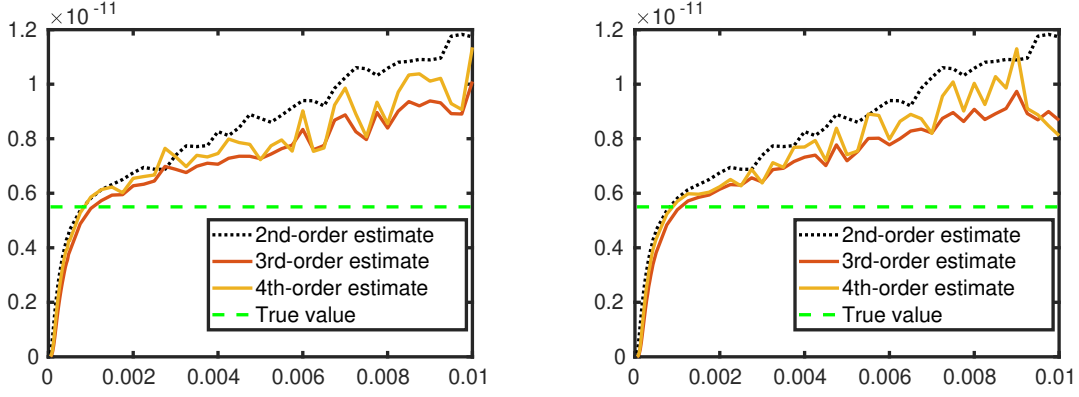 ×10⁻¹¹
1.2
1
0.8
0.6
0.4
0.2
0
2nd-order estimate
3rd-order estimate
4th-order estimate
True value
0 0.002 0.004 0.006 0.008 0.01
×10⁻¹¹
1.2
1
0.8
0.6
0.4
0.2
0
2nd-order estimate
3rd-order estimate
4th-order estimate
True value
0 0.002 0.004 0.006 0.008 0.01